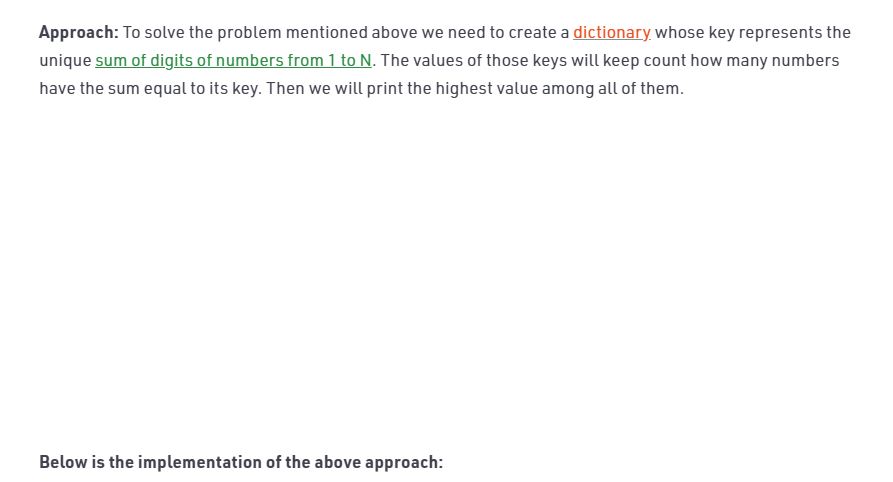 Approach: To solve the problem mentioned above we need to create a dictionary whose key represents the
unique sum of digits of numbers from 1 to N. The values of those keys will keep count how many numbers
have the sum equal to its key. Then we will print the highest value among all of them.
Below is the implementation of the above approach: